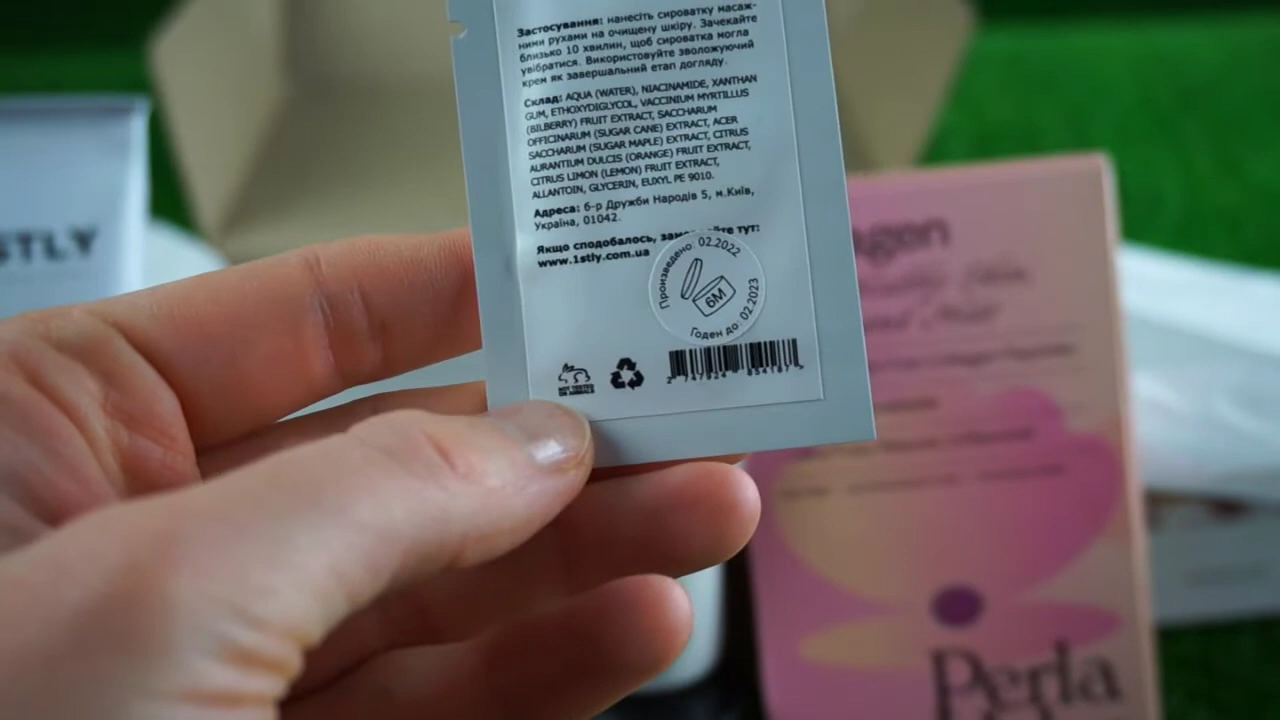 Застосування: нанесіть сироватку масаж-
ними рухами на очищену шкіру. Зачекайте
близько 10 хвилин, щоб сироватка могла
увібратися. Використовуйте зволожуючий
крем як завершальний етап догляду.
Склад: AQUA (WATER), NIACINAMIDE, XANTHAN
GUM, ETHOXYDIGLYCOL, VACCINIUM MYRTILLUS
(BILBERRY) FRUIT EXTRACT, SACCHARUM
OFFICINARUM (SUGAR CANE) EXTRACT, ACER
SACCHARUM (SUGAR MAPLE) EXTRACT, CITRUS
AURANTIUM DULCIS (ORANGE) FRUIT EXTRACT,
CITRUS LIMON (LEMON) FRUIT EXTRACT,
ALLANTOIN, GLYCERIN, EUXYL PE 9010.
Адреса: б-р Дружби Народів 5, м.Київ,
Україна, 01042.
Якщо сподобалось, тут:
www.1stly.com.ua
Произведено 02.2022
6M
Годен до: 02.2023
NOT TESTED
ON ANIMALS
STLY
Perla